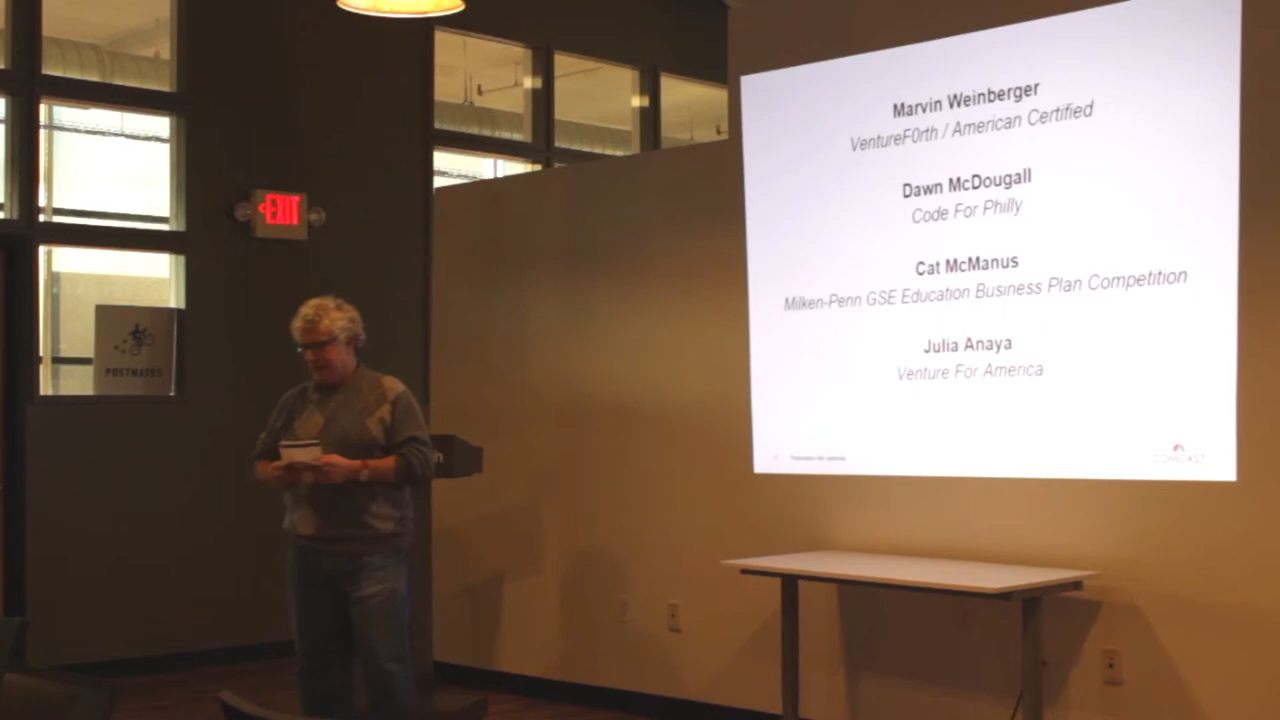 Marvin Weinberger
VentureF0rth / American Certified
Dawn McDougall
Code For Philly
Cat McManus
Milken-Penn GSE Education Business Plan Competition
Julia Anaya
Venture For America
COMCAST
EXIT
POSTMATES
h